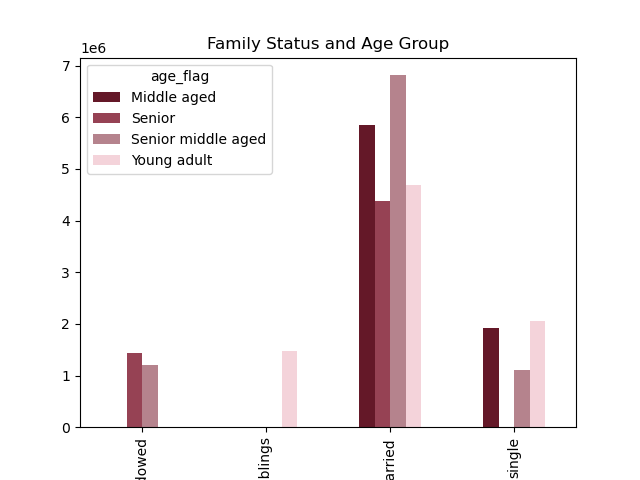 Family Status and Age Group
1e6
7
6
5
4
3
2
1
0
age_flag
Middle aged
Senior
Senior middle aged
Young adult
dowed
blings
arried
single